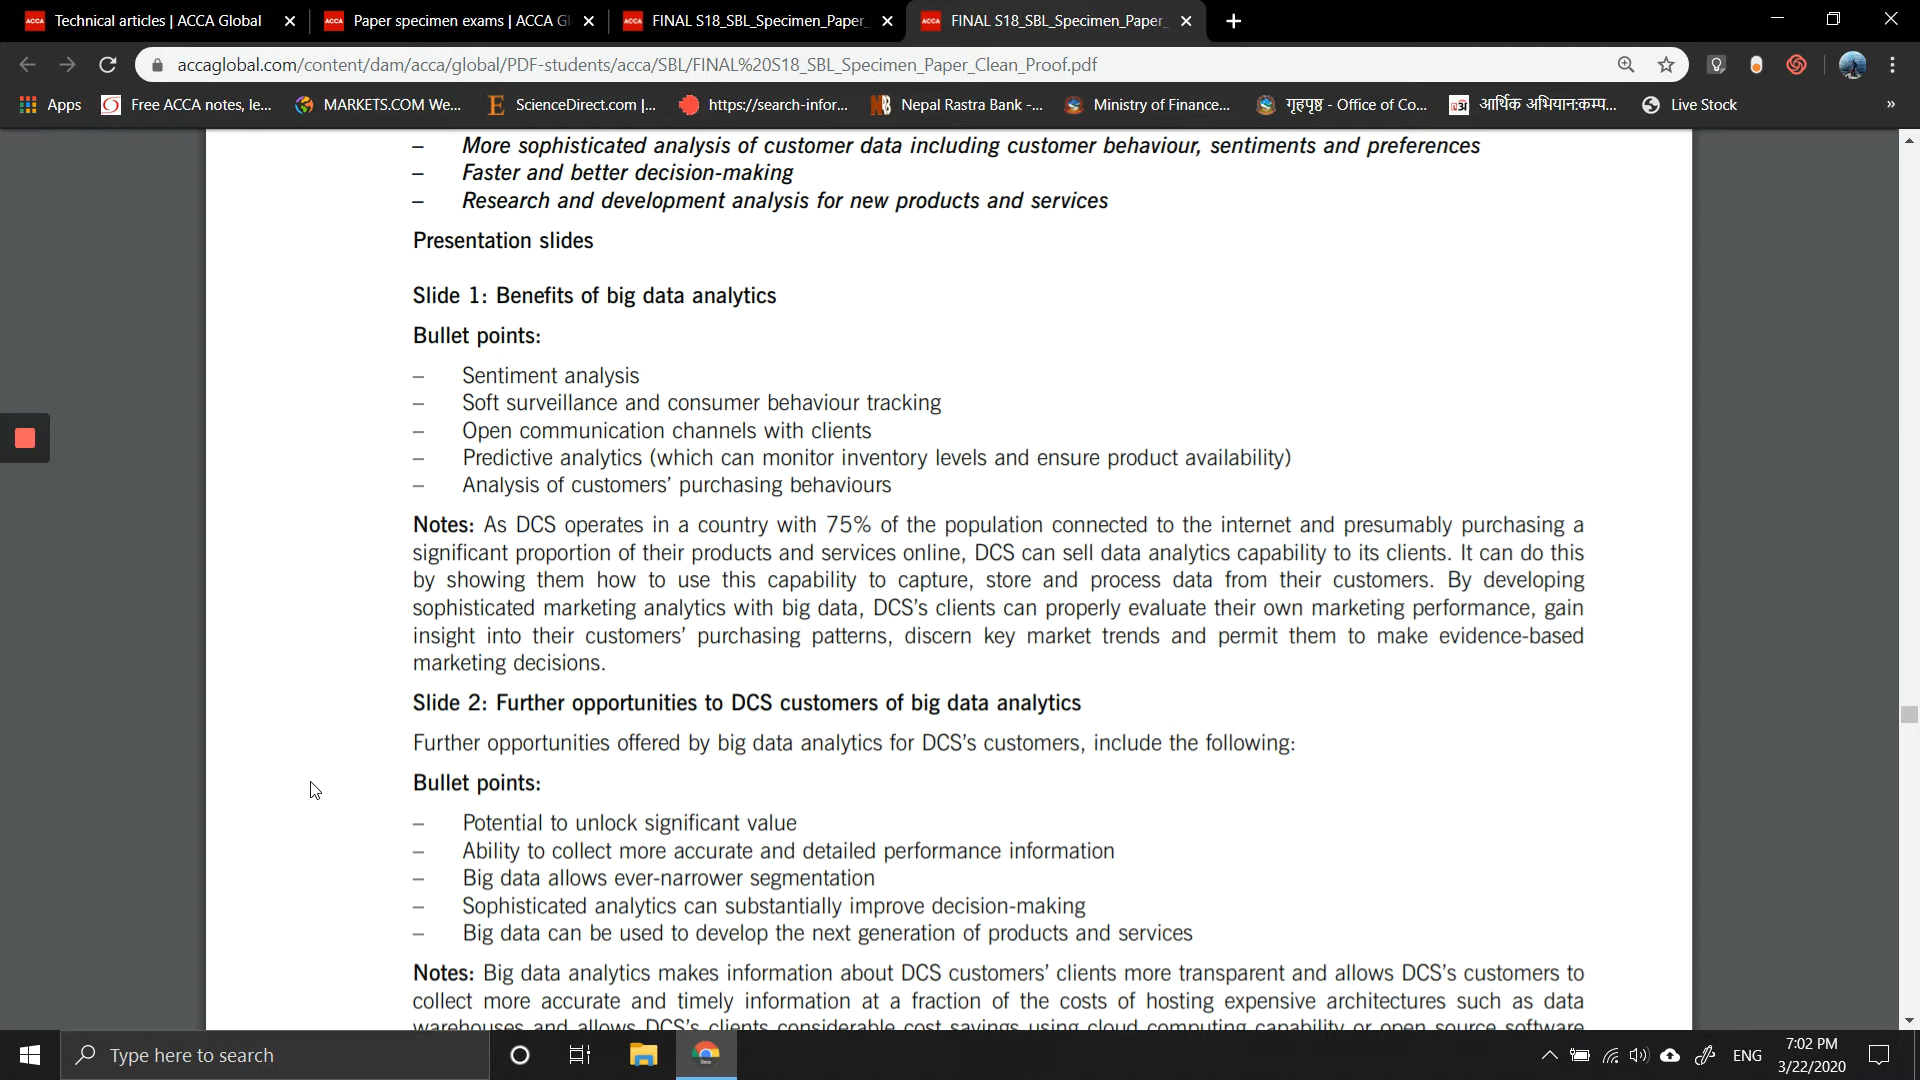 Technical articles | ACCA Global
Paper specimen exams | ACCA Gl
FINAL S18_SBL_Specimen_Paper_
FINAL S18_SBL_Specimen_Paper_
accaglobal.com/content/dam/acca/global/PDF-students/acca/SBL/FINAL%20S18_SBL_Specimen_Paper_Clean_Proof.pdf
Apps Free ACCA notes, le... MARKETS.COM We... ScienceDirect.com |... https://search-infor... Nepal Rastra Bank -... Ministry of Finance... गृहपृष्ठ - Office of Co... आर्थिक अभियान:कम्प... Live Stock »
– More sophisticated analysis of customer data including customer behaviour, sentiments and preferences
– Faster and better decision-making
– Research and development analysis for new products and services
Presentation slides
Slide 1: Benefits of big data analytics
Bullet points:
– Sentiment analysis
– Soft surveillance and consumer behaviour tracking
– Open communication channels with clients
– Predictive analytics (which can monitor inventory levels and ensure product availability)
– Analysis of customers' purchasing behaviours
Notes: As DCS operates in a country with 75% of the population connected to the internet and presumably purchasing a
significant proportion of their products and services online, DCS can sell data analytics capability to its clients. It can do this
by showing them how to use this capability to capture, store and process data from their customers. By developing
sophisticated marketing analytics with big data, DCS's clients can properly evaluate their own marketing performance, gain
insight into their customers' purchasing patterns, discern key market trends and permit them to make evidence-based
marketing decisions.
Slide 2: Further opportunities to DCS customers of big data analytics
Further opportunities offered by big data analytics for DCS's customers, include the following:
Bullet points:
– Potential to unlock significant value
– Ability to collect more accurate and detailed performance information
– Big data allows ever-narrower segmentation
– Sophisticated analytics can substantially improve decision-making
– Big data can be used to develop the next generation of products and services
Notes: Big data analytics makes information about DCS customers' clients more transparent and allows DCS's customers to
collect more accurate and timely information at a fraction of the costs of hosting expensive architectures such as data
warehouses and allows DCS's clients considerable cost savings using cloud computing capability or open source software
Type here to search
ENG
7:02 PM
3/22/2020